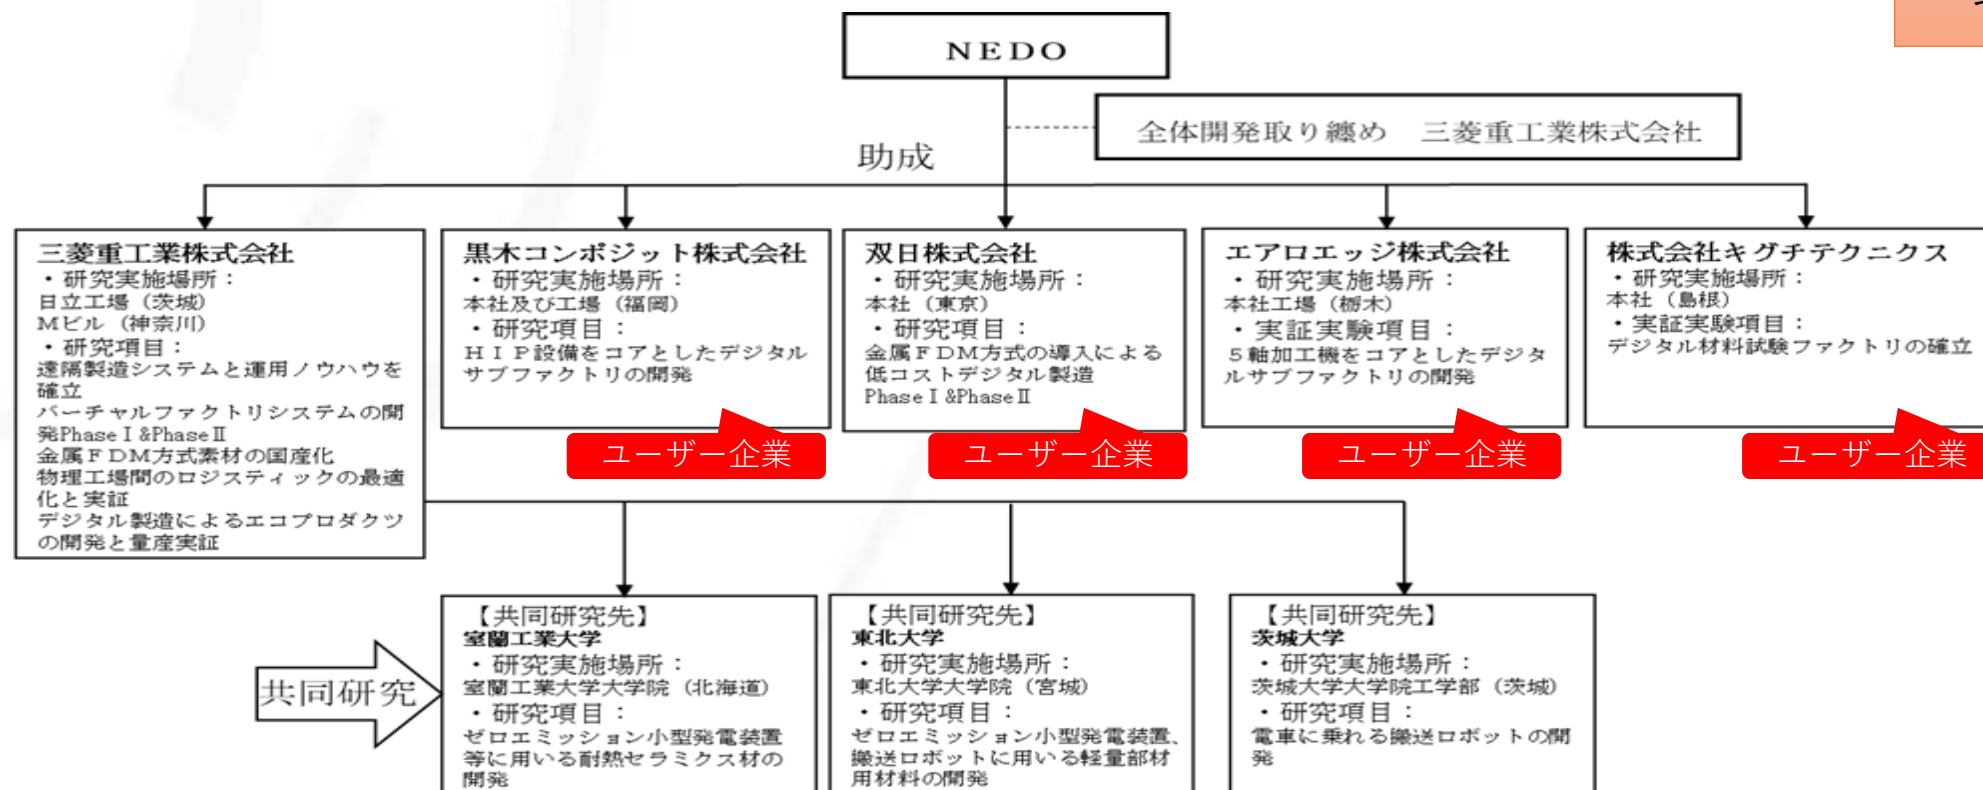 NEDO
全体開発取り纏め　三菱重工業株式会社
助成
三菱重工業株式会社
・研究実施場所：
日立工場（茨城）
Mビル（神奈川）
・研究項目：
遠隔製造システムと運用ノウハウを
確立
バーチャルファクトリシステムの開
発PhaseⅠ&PhaseⅡ
金属ＦＤＭ方式素材の国産化
物理工場間のロジスティックの最適
化と実証
デジタル製造によるエコプロダクツ
の開発と量産実証
黒木コンポジット株式会社
・研究実施場所：
本社及び工場（福岡）
・研究項目：
ＨＩＰ設備をコアとしたデジタル
サブファクトリの開発
ユーザー企業
双日株式会社
・研究実施場所：
本社（東京）
・研究項目：
金属ＦＤＭ方式の導入による
低コストデジタル製造
PhaseⅠ&PhaseⅡ
ユーザー企業
エアロエッジ株式会社
・研究実施場所：
本社工場（栃木）
・実証実験項目：
５軸加工機をコアとしたデジタ
ルサブファクトリの開発
ユーザー企業
株式会社キグチテクニクス
・研究実施場所：
本社（島根）
・実証実験項目：
デジタル材料試験ファクトリの確立
ユーザー企業
共同研究
【共同研究先】
室蘭工業大学
・研究実施場所：
室蘭工業大学大学院（北海道）
・研究項目：
ゼロエミッション小型発電装置
等に用いる耐熱セラミクス材の
開発
【共同研究先】
東北大学
・研究実施場所：
東北大学大学院（宮城）
・研究項目：
ゼロエミッション小型発電装置、
搬送ロボットに用いる軽量部材
用材料の開発
【共同研究先】
茨城大学
・研究実施場所：
茨城大学大学院工学部（茨城）
・研究項目：
電車に乗れる搬送ロボットの開
発